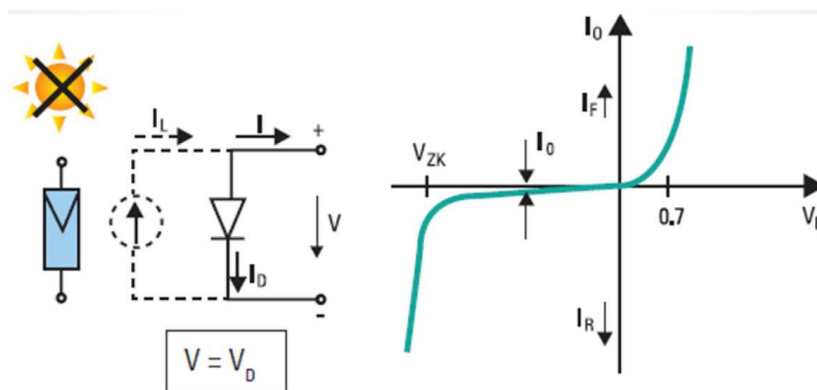 I_L
I
+
V
I_D
-
V = V_D
I_0
I_F
V_ZK
I_0
0.7
I_R